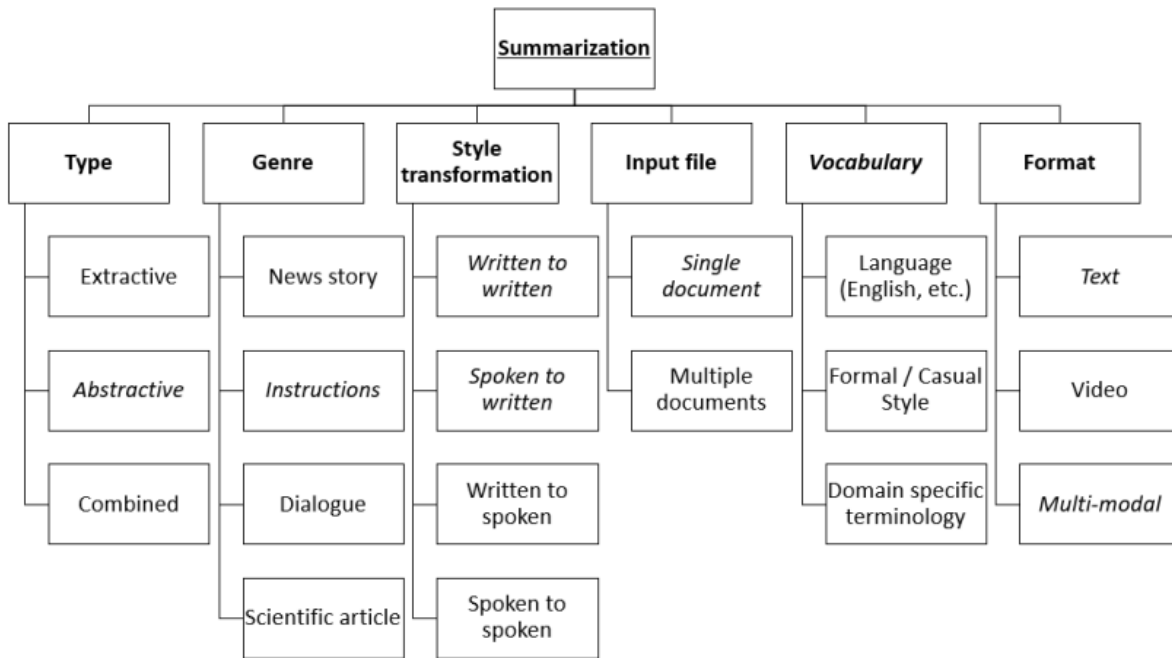 Summarization
Type
Genre
Style
transformation
Input file
Vocabulary
Format
Extractive
News story
Written to
written
Single
document
Language
(English, etc.)
Text
Abstractive
Instructions
Spoken to
written
Multiple
documents
Formal / Casual
Style
Video
Combined
Dialogue
Written to
spoken
Domain specific
terminology
Multi-modal
Scientific article
Spoken to
spoken